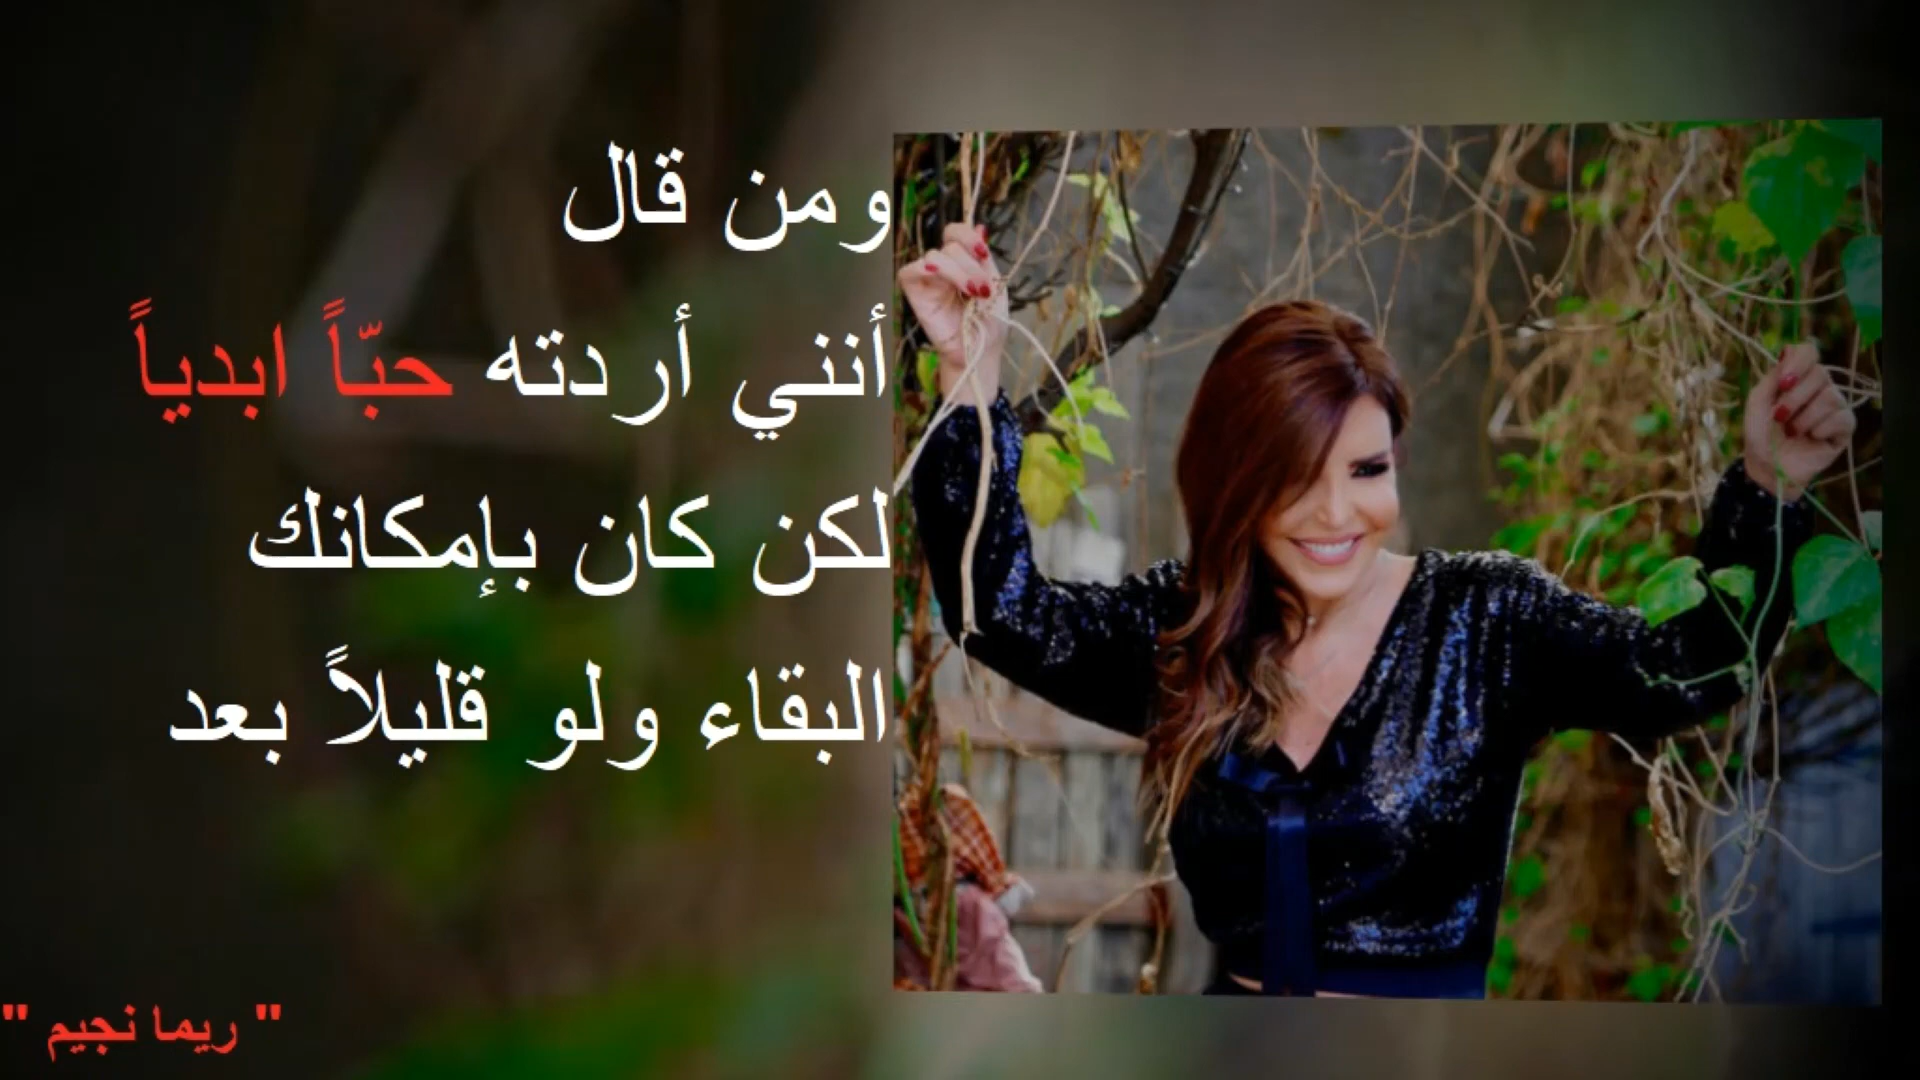 ومن قال
أنني أردته حبّاً ابدياً
لكن كان بإمكانك
البقاء ولو قليلاً بعد
" ريما نجيم "